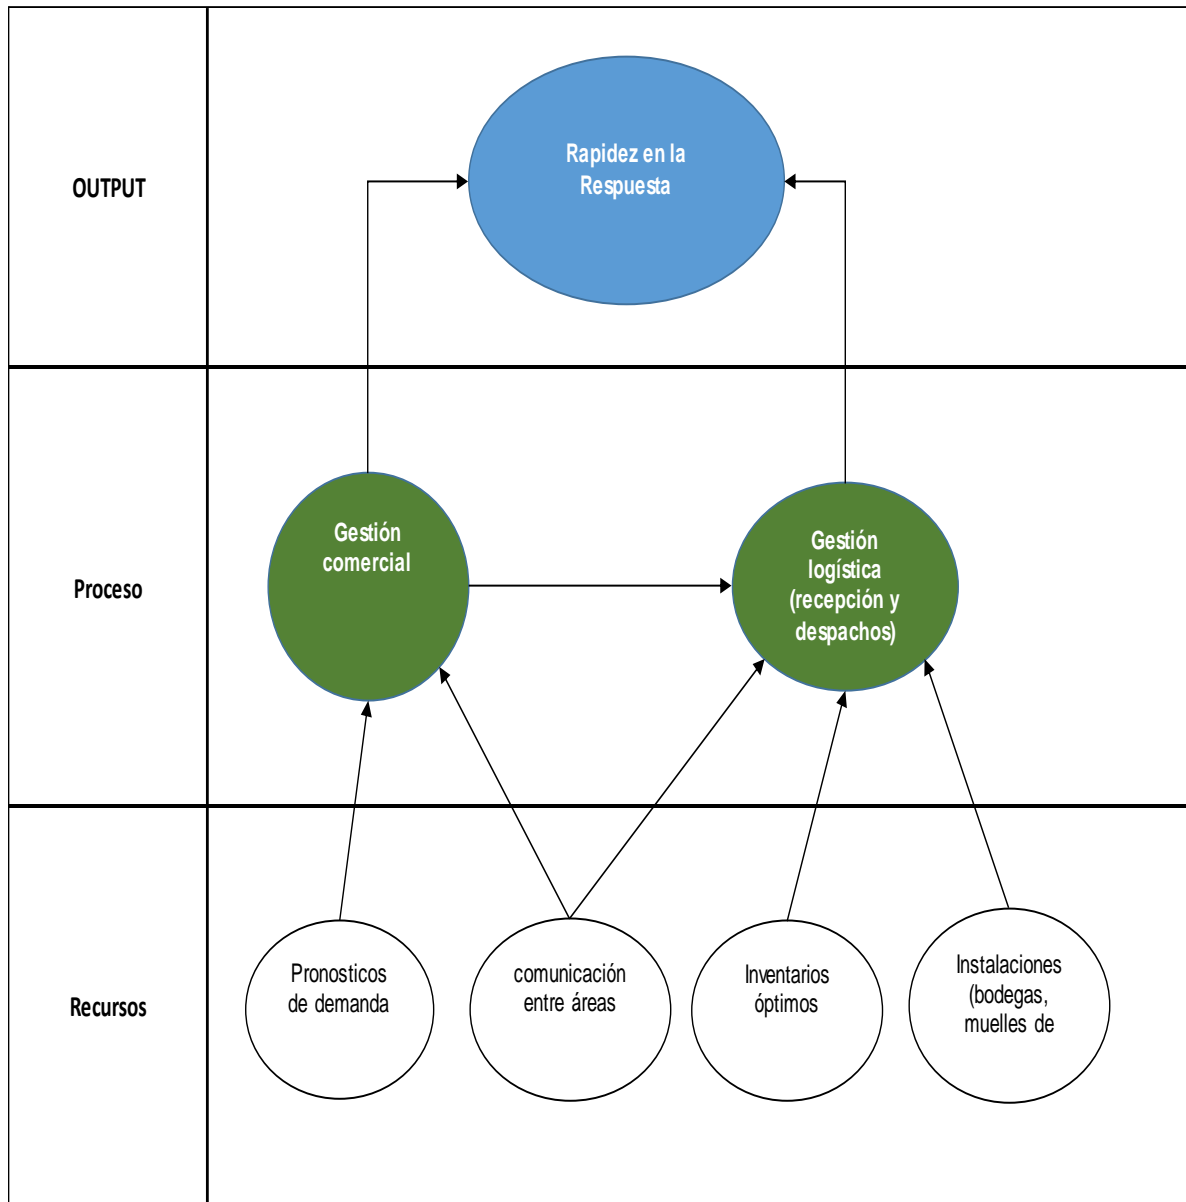 OUTPUT
Rapidez en la
Respuesta
Proceso
Gestión
comercial
Gestión
logística
(recepción y
despachos)
Recursos
Pronosticos
de demanda
comunicación
entre áreas
Inventarios
óptimos
Instalaciones
(bodegas,
muelles de